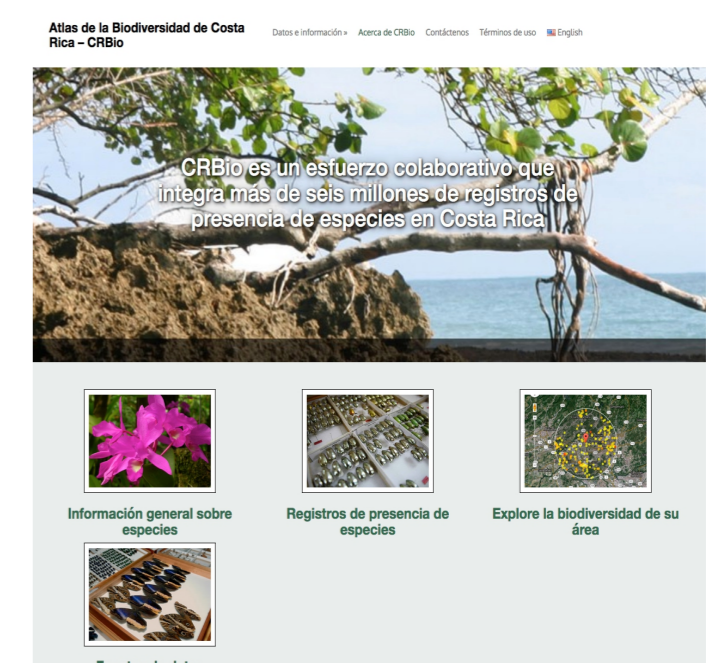 Atlas de la Biodiversidad de Costa
Rica – CRBio
Datos e información » Acerca de CRBio Contáctenos Términos de uso English
CRBio es un esfuerzo colaborativo que
integra más de seis millones de registros de
presencia de especies en Costa Rica
Información general sobre
especies
Registros de presencia de
especies
Explore la biodiversidad de su
área